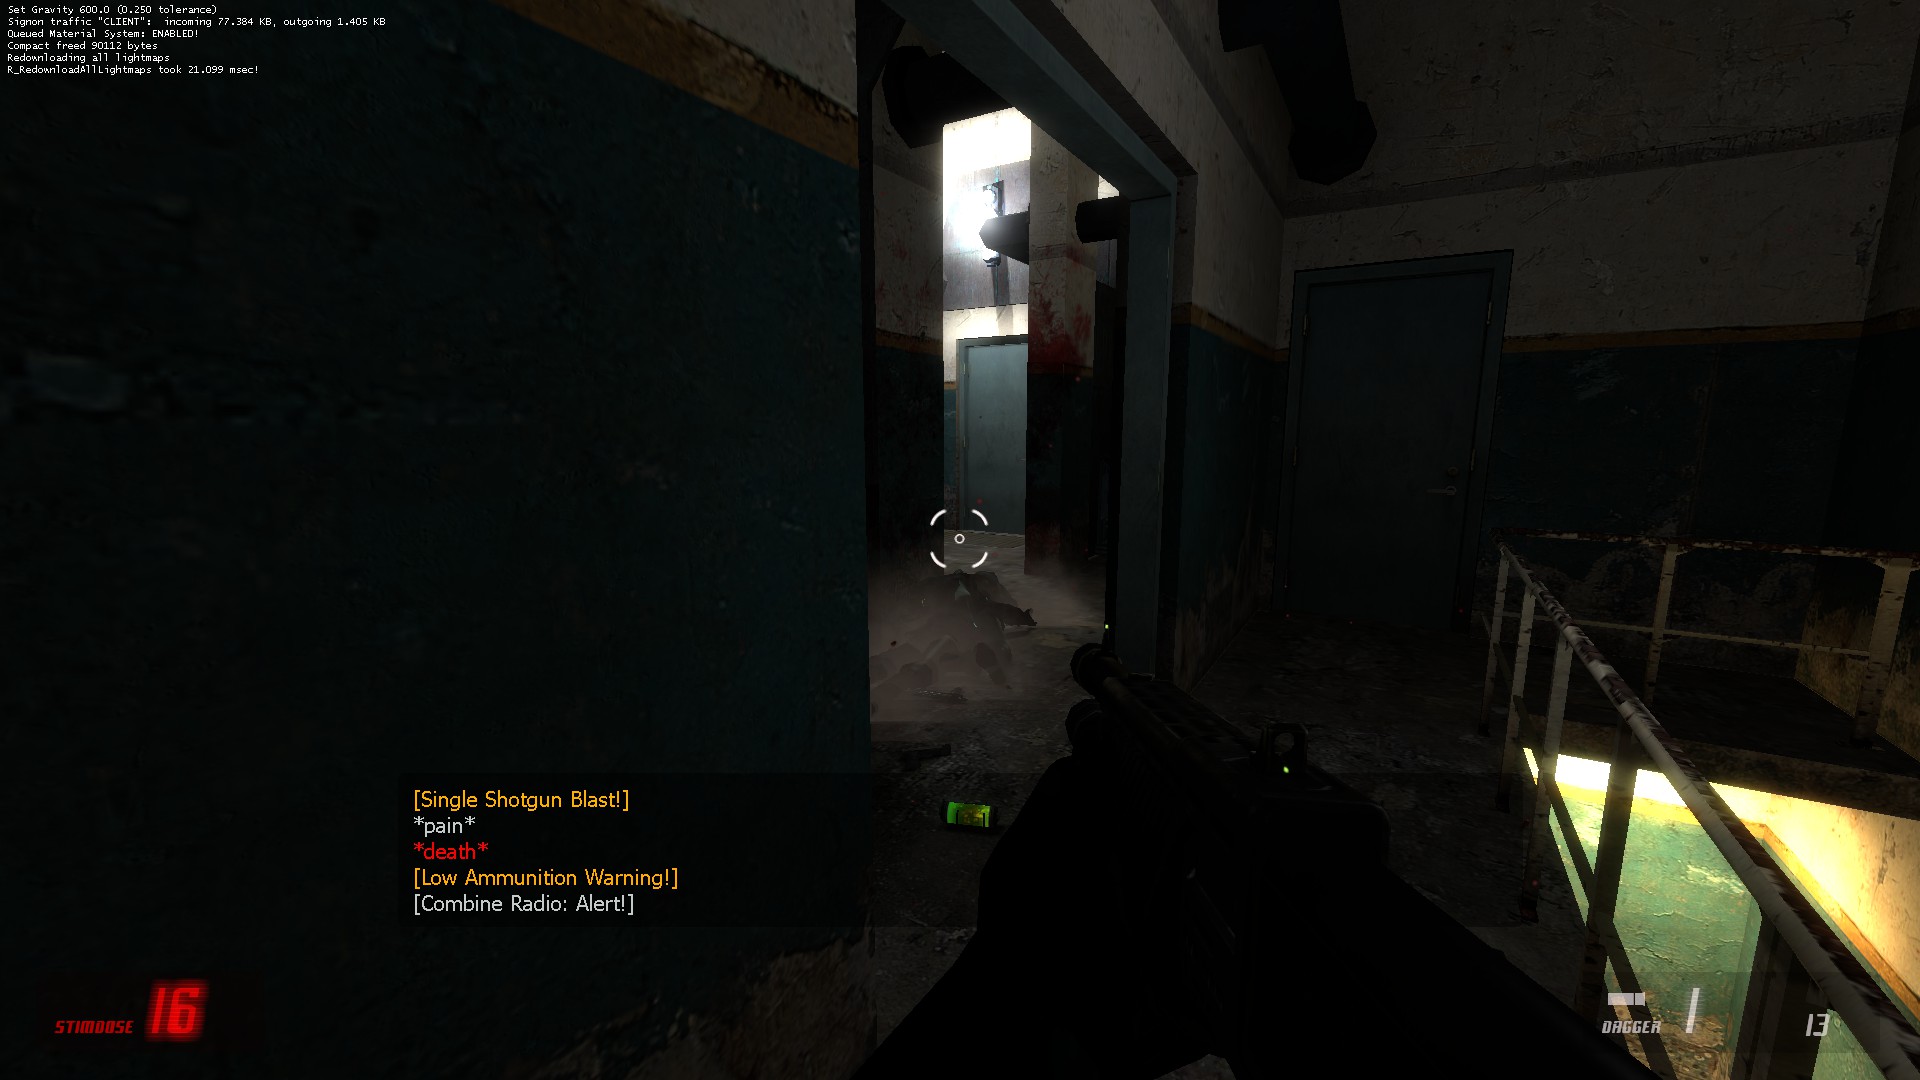 Set Gravity 600.0 (0.250 tolerance)
Signon traffic "CLIENT":  incoming 77.384 KB, outgoing 1.405 KB
Queued Material System: ENABLED!
Compact freed 90112 bytes
Redownloading all lightmaps
R_RedownloadAllLightmaps took 21.099 msec!
[Single Shotgun Blast!]
*pain*
*death*
[Low Ammunition Warning!]
[Combine Radio: Alert!]
STIMDOSE 16
DAGGER 1 13